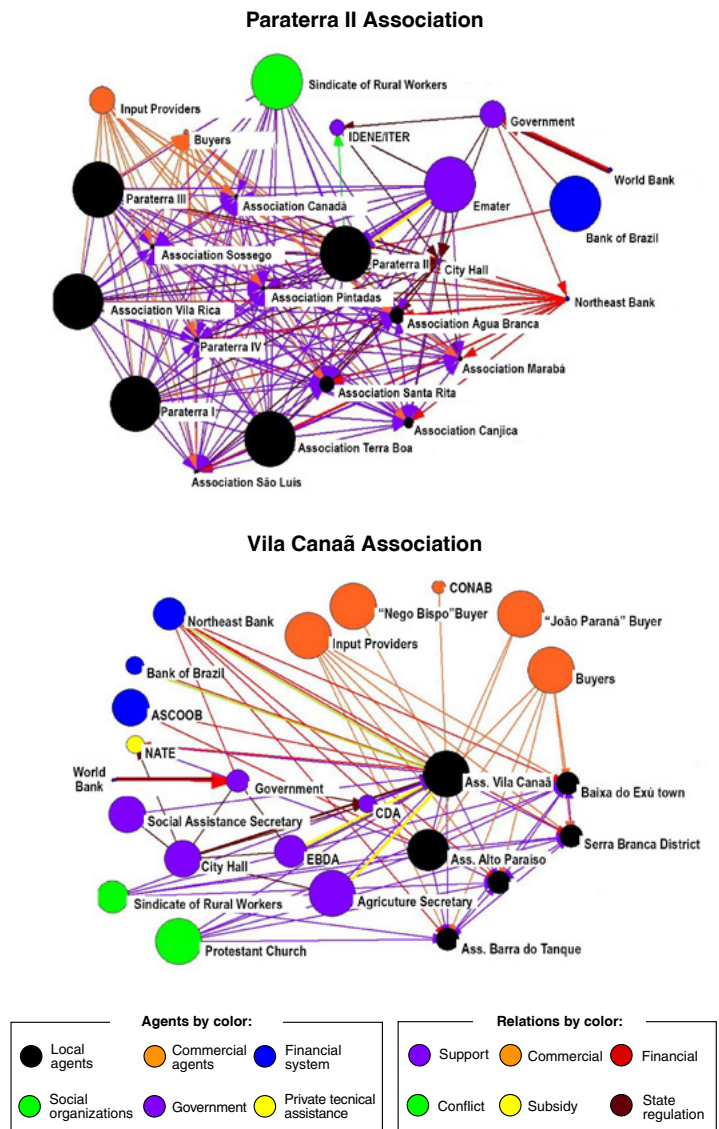 Paraterra II Association
Sindicate of Rural Workers
Input Providers
Government
IDENE/ITER
Buyers
World Bank
Paraterra III
Association Canadá
Emater
Bank of Brazil
Association Sossego
Paraterra II
City Hall
Association Pintadas
Northeast Bank
Association Vila Rica
Association Água Branca
Paraterra IV
Association Marabá
Association Santa Rita
Paraterra I
Association Canjica
Association Terra Boa
Association São Luis
Vila Canaã Association
CONAB
"Nego Bispo"Buyer
Northeast Bank
"João Paraná" Buyer
Input Providers
Bank of Brazil
Buyers
ASCOOB
NATE
World
Bank
Government
Ass. Vila Canaã
Baixa do Exú town
CDA
Social Assistance Secretary
Serra Branca District
EBDA
Ass. Alto Paraiso
City Hall
Sindicate of Rural Workers
Agricuture Secretary
Protestant Church
Ass. Barra do Tanque
Agents by color:
Local
agents
Commercial
agents
Financial
system
Social
organizations
Government
Private tecnical
assistance
Relations by color:
Support
Commercial
Financial
Conflict
Subsidy
State
regulation